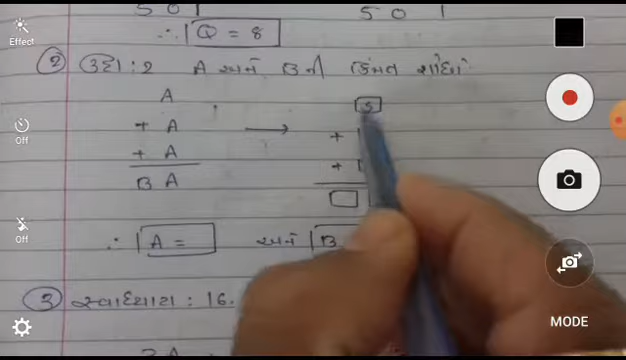 Effect
Off
Off
MODE
5 0 1
5 0 1
∴ Q = 8
② ઉદા : 2 A અને B ની કિંમત શોધો
A
+ A
+ A
B A
→
5
+
+
∴ A =
અને B
③ સ્વાધ્યાય : 16.